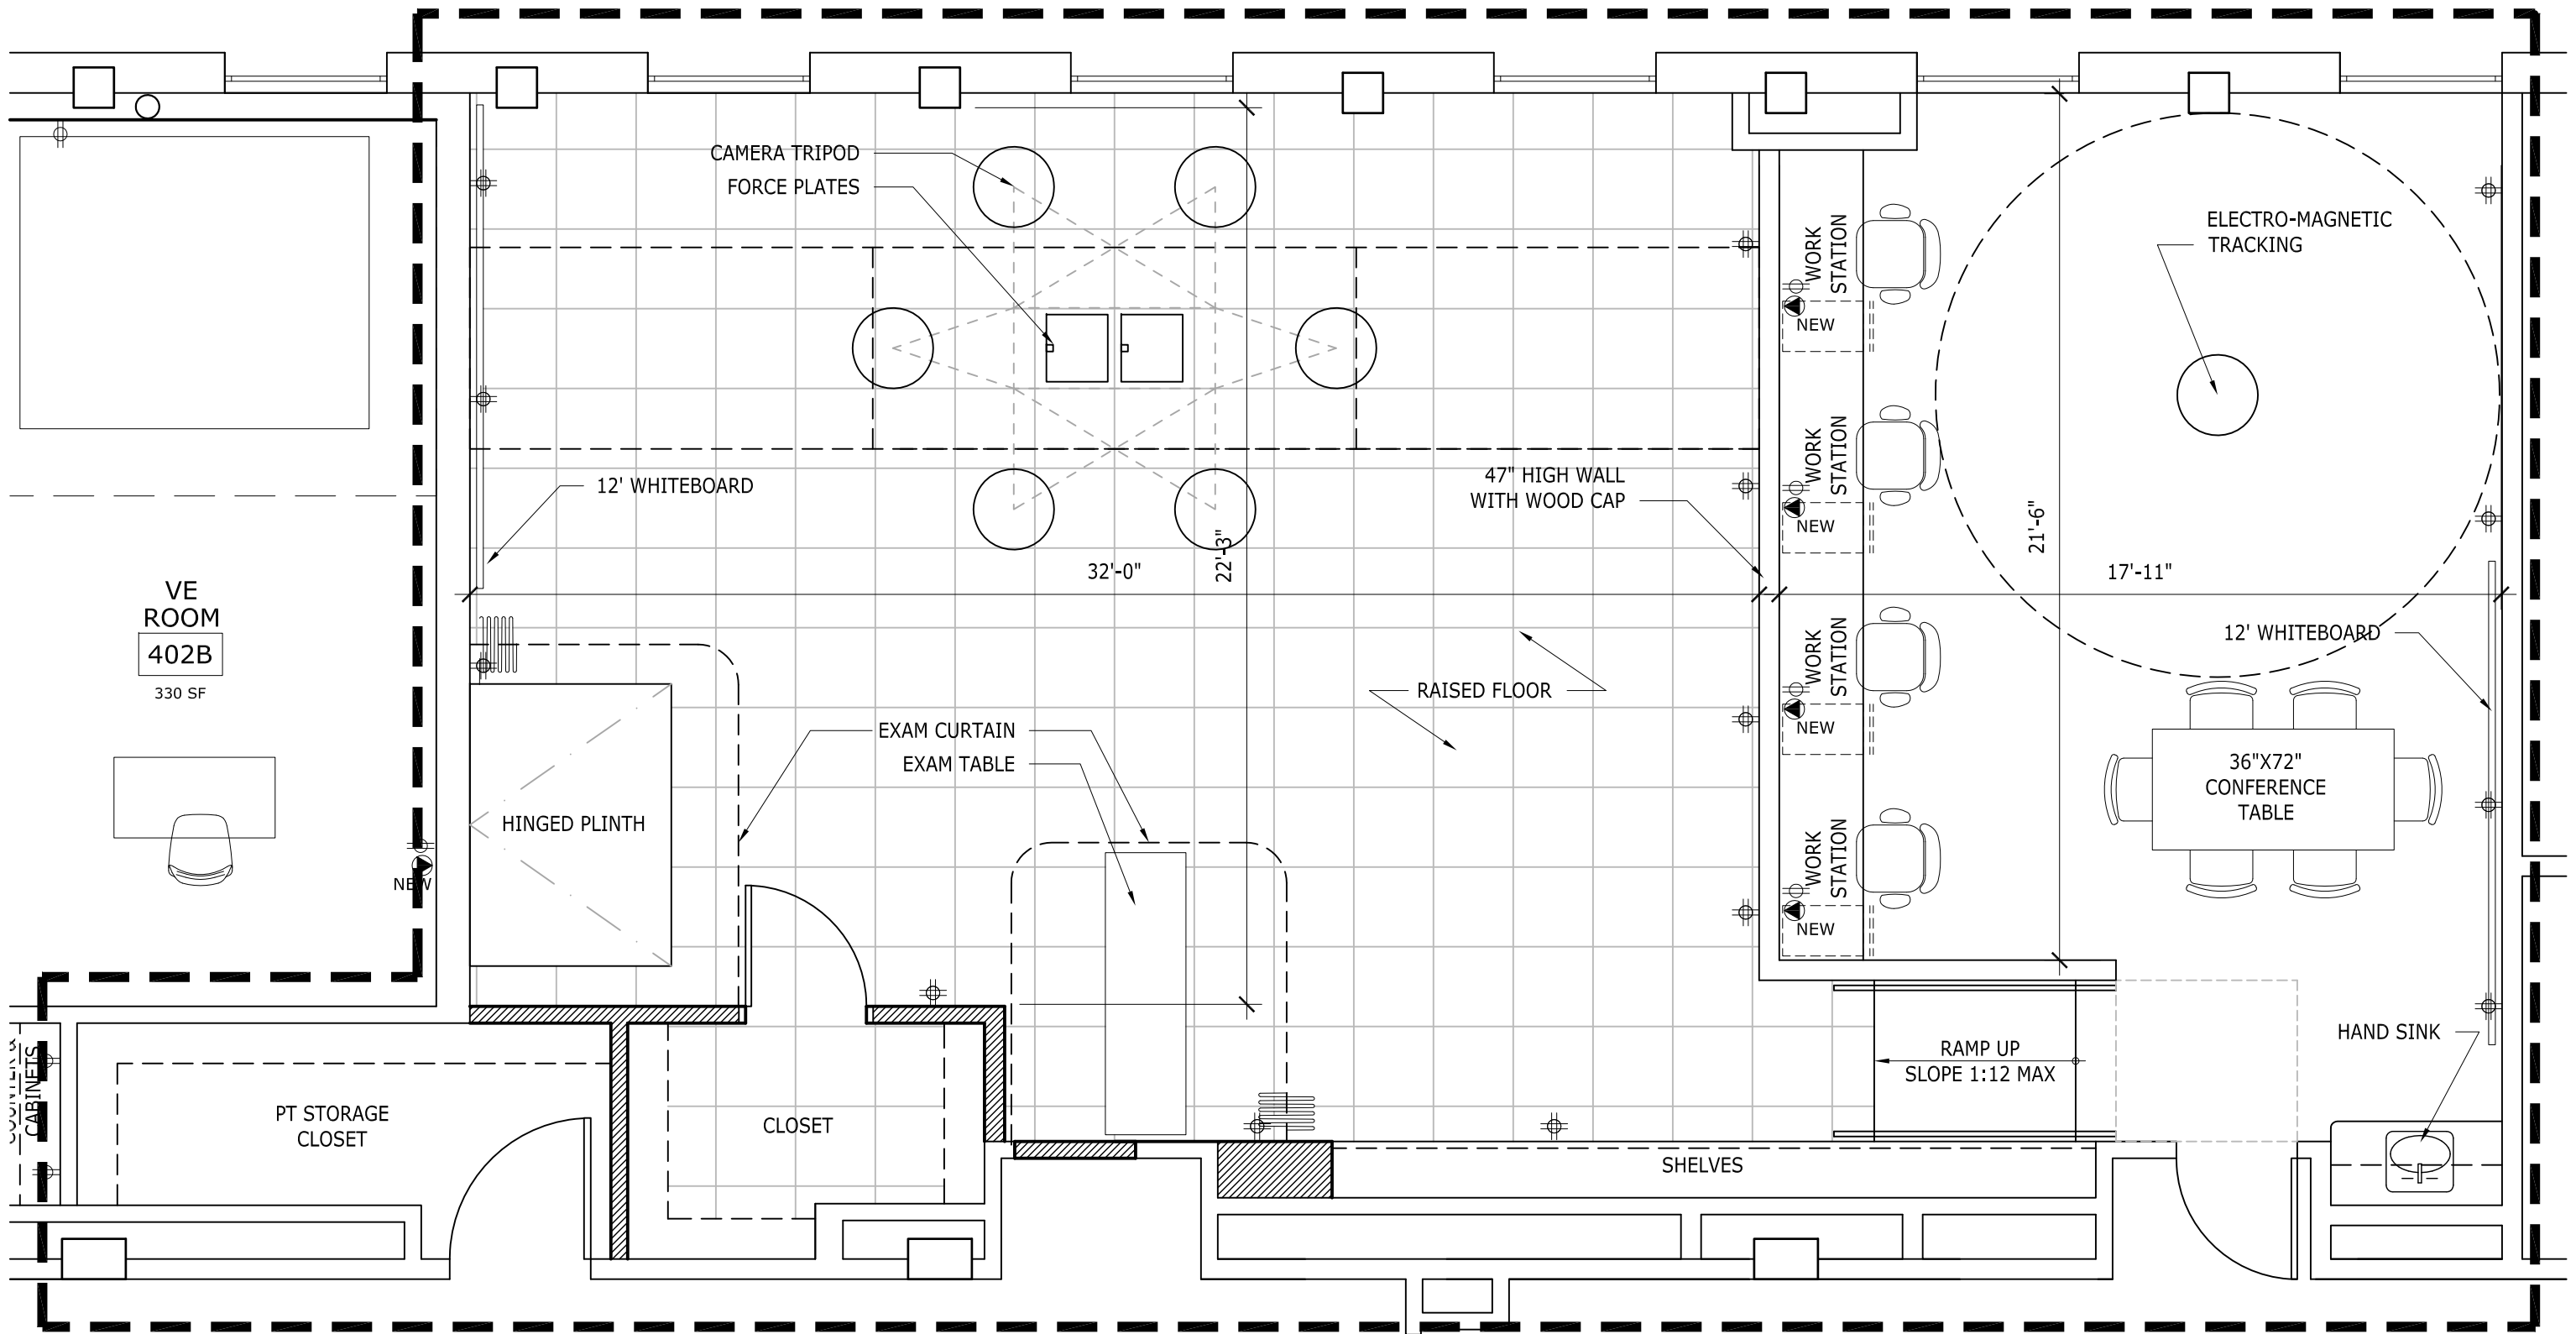 CAMERA TRIPOD
FORCE PLATES
ELECTRO-MAGNETIC
TRACKING
WORK
STATION
NEW
12' WHITEBOARD
47" HIGH WALL
WITH WOOD CAP
WORK
STATION
NEW
21'-6"
32'-0"
22'-3"
17'-11"
VE
ROOM
402B
330 SF
12' WHITEBOARD
WORK
STATION
NEW
RAISED FLOOR
EXAM CURTAIN
EXAM TABLE
36"X72"
CONFERENCE
TABLE
HINGED PLINTH
NEW
WORK
STATION
NEW
HAND SINK
RAMP UP
SLOPE 1:12 MAX
CABINETS
PT STORAGE
CLOSET
CLOSET
SHELVES